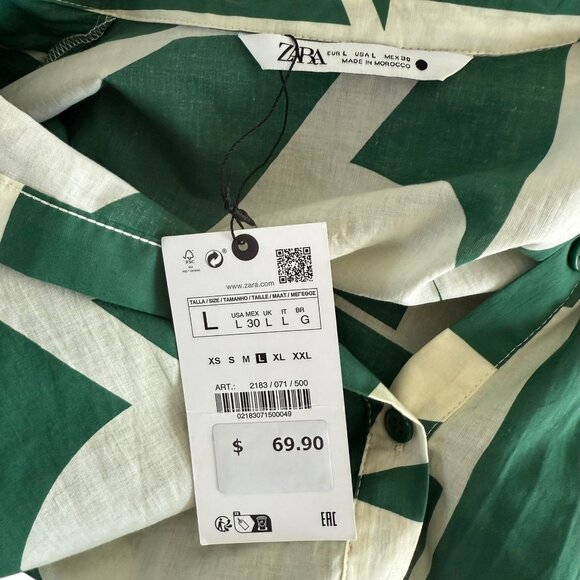 ZARA
EUR L USA L MEX 30
MADE IN MOROCCO
FSC
www.zara.com
TALLA / SIZE / TAMANHO / TAILLE / MAAT / ΜΕΓΕΘΟΣ
USA MEX UK IT BR
L L 30 L L G
XS S M L XL XXL
ART.: 2183 / 071 / 500
02183071500049
$ 69.90
EAC